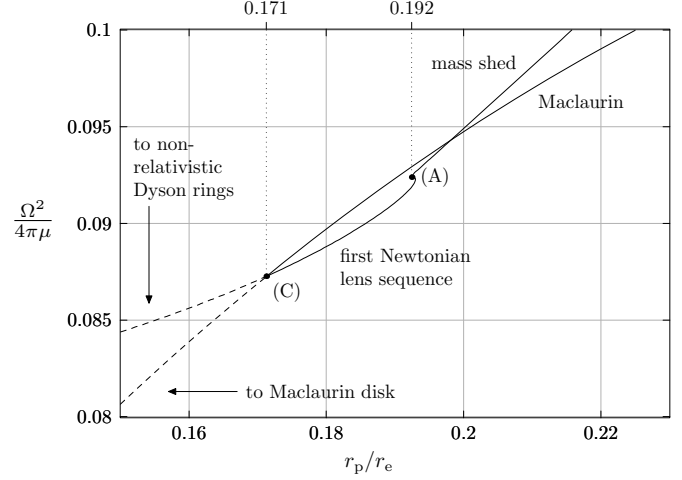 0.171
0.192
0.1
0.095
0.09
0.085
0.08
Ω²
4πμ
mass shed
Maclaurin
to non-
relativistic
Dyson rings
(A)
first Newtonian
lens sequence
(C)
to Maclaurin disk
0.16
0.18
0.2
0.22
r_p/r_e